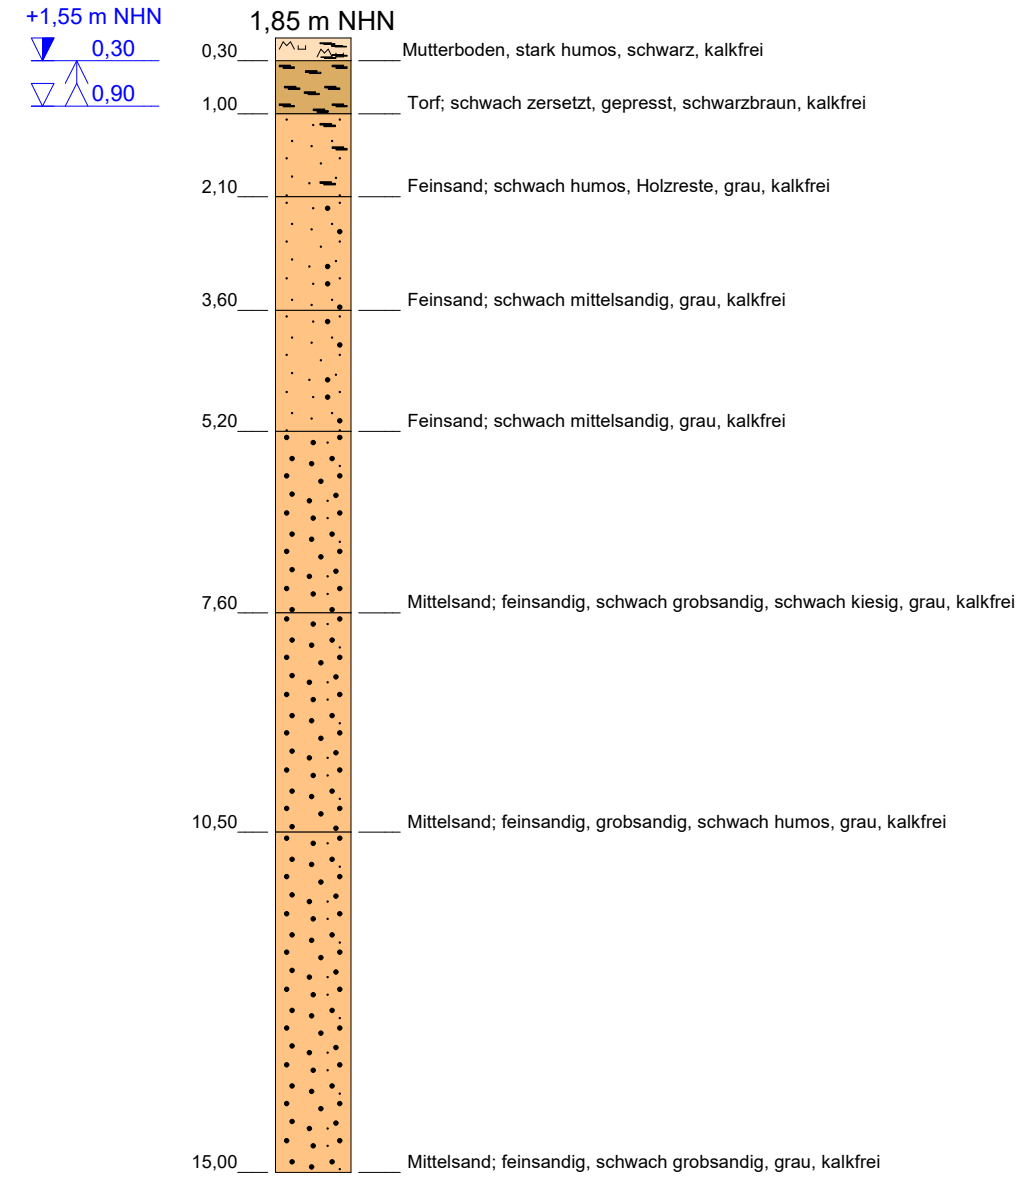 +1,55 m NHN
1,85 m NHN
0,30
0,30 Mutterboden, stark humos, schwarz, kalkfrei
0,90
1,00 Torf; schwach zersetzt, gepresst, schwarzbraun, kalkfrei
2,10 Feinsand; schwach humos, Holzreste, grau, kalkfrei
3,60 Feinsand; schwach mittelsandig, grau, kalkfrei
5,20 Feinsand; schwach mittelsandig, grau, kalkfrei
7,60 Mittelsand; feinsandig, schwach grobsandig, schwach kiesig, grau, kalkfrei
10,50 Mittelsand; feinsandig, grobsandig, schwach humos, grau, kalkfrei
15,00 Mittelsand; feinsandig, schwach grobsandig, grau, kalkfrei